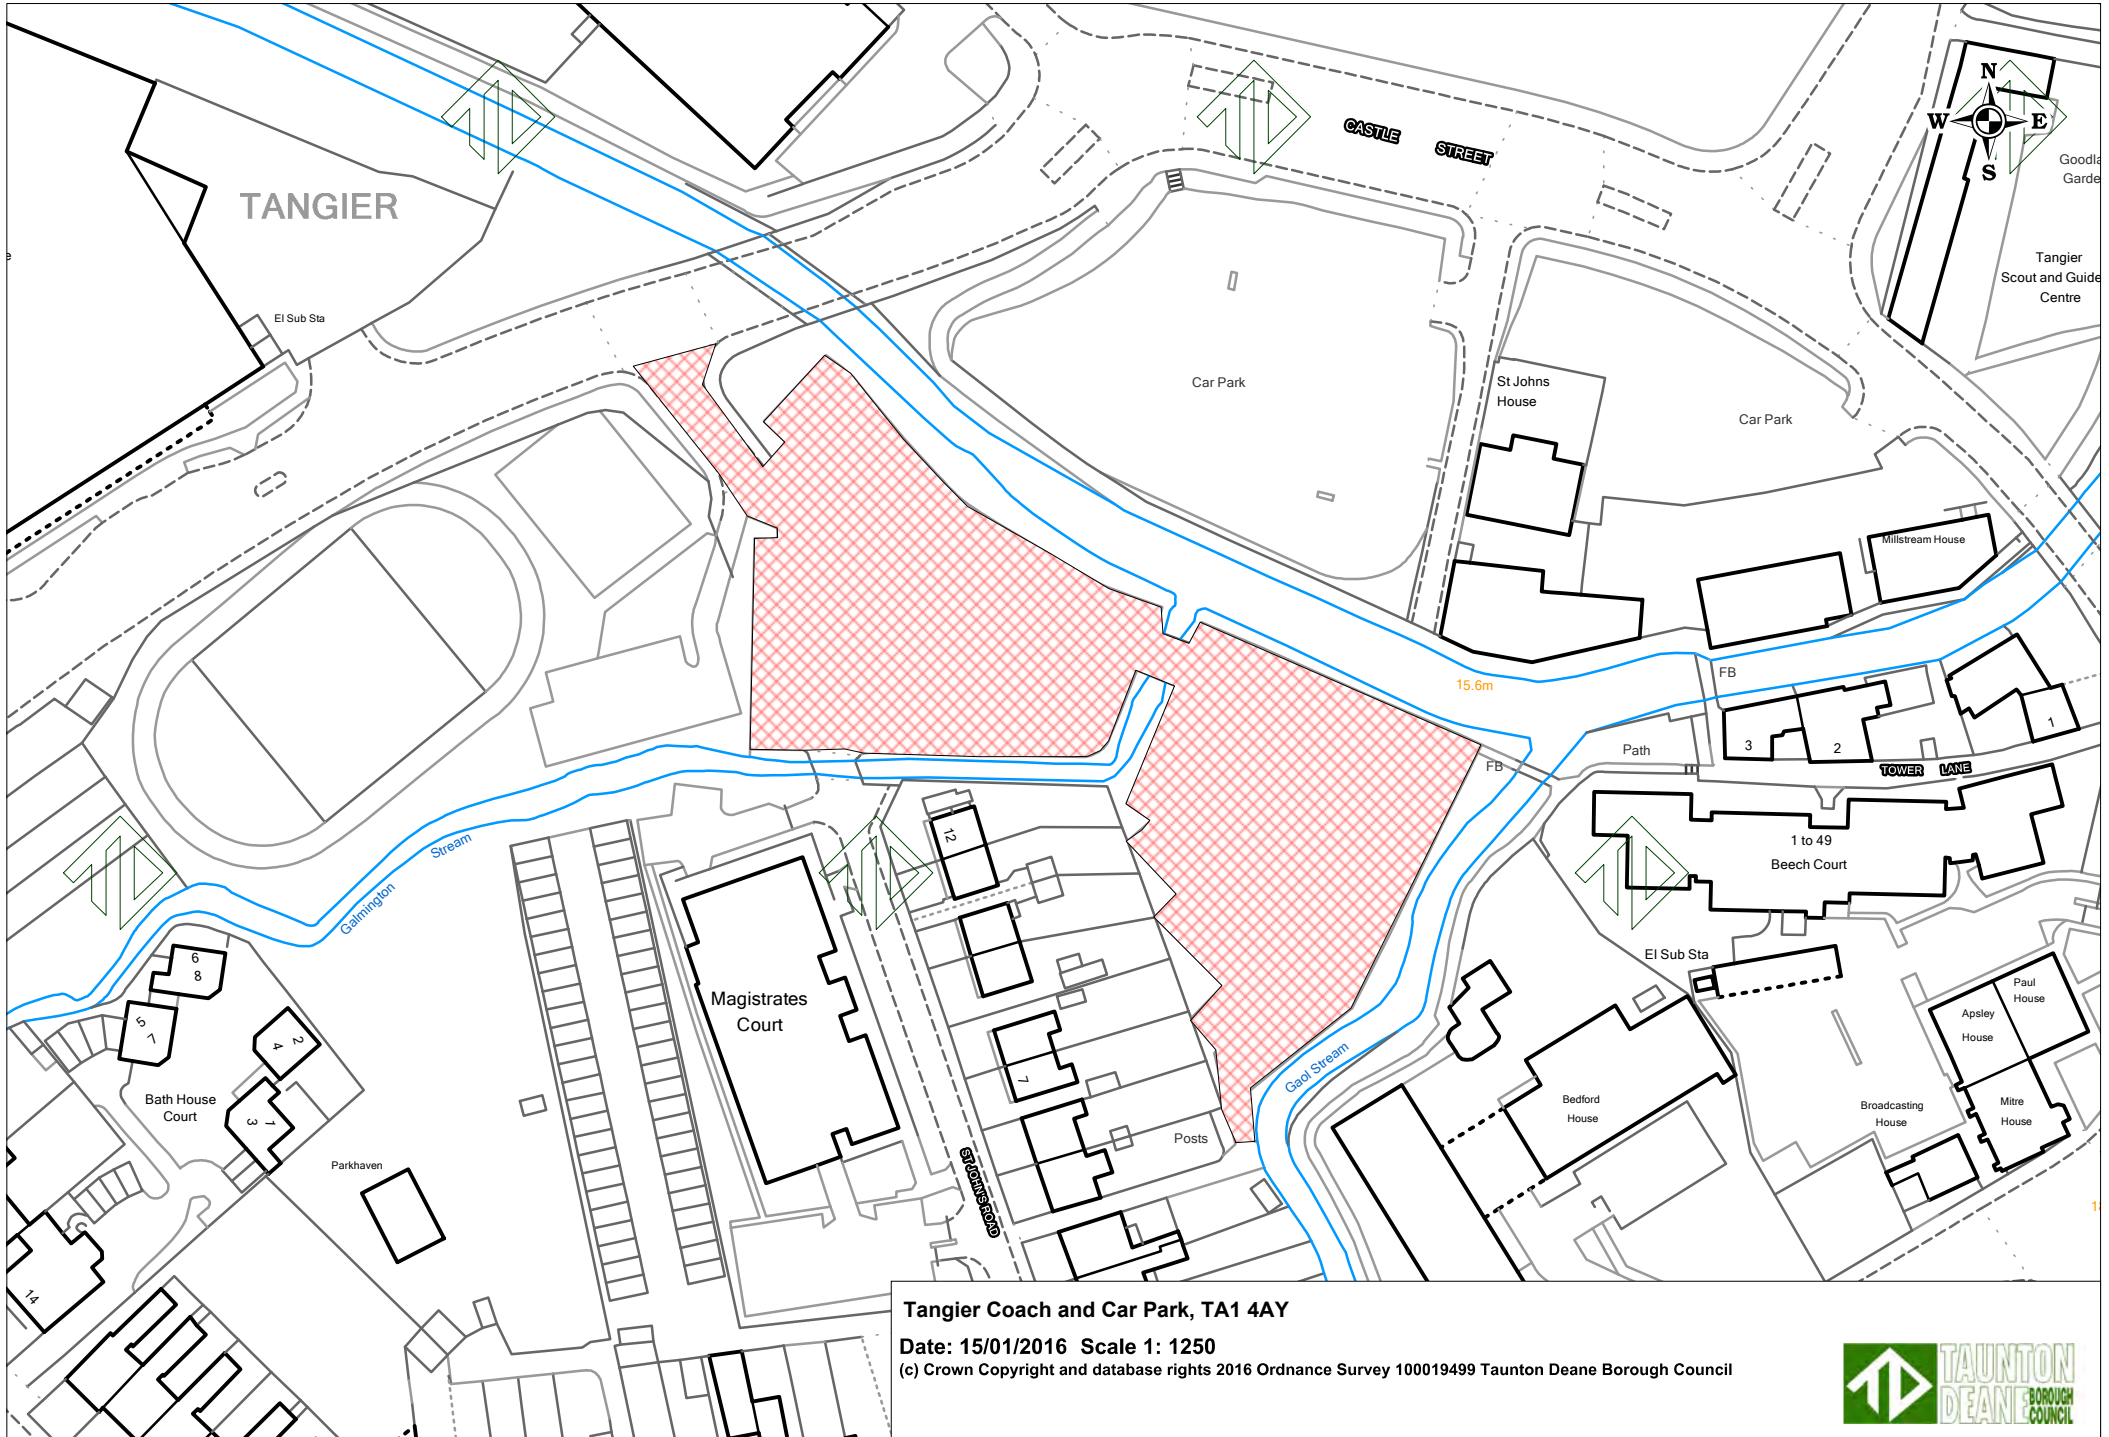 CASTLE STREET
N
W E
S
TANGIER
Tangier
Scout and Guide
Centre
El Sub Sta
Car Park
St Johns
House
Car Park
Millstream House
15.6m
FB
FB
Path
3
2
1
TOWER LANE
1 to 49
Beech Court
12
Galmington Stream
El Sub Sta
6
8
5
7
4
2
3
1
Magistrates
Court
Bath House
Court
Parkhaven
7
Posts
Gaol Stream
Bedford
House
Paul
House
Apsley
House
Mitre
House
Broadcasting
House
ST JOHN'S ROAD
14
Tangier Coach and Car Park, TA1 4AY
Date: 15/01/2016 Scale 1: 1250
(c) Crown Copyright and database rights 2016 Ordnance Survey 100019499 Taunton Deane Borough Council
TAUNTON
DEANE BOROUGH
COUNCIL